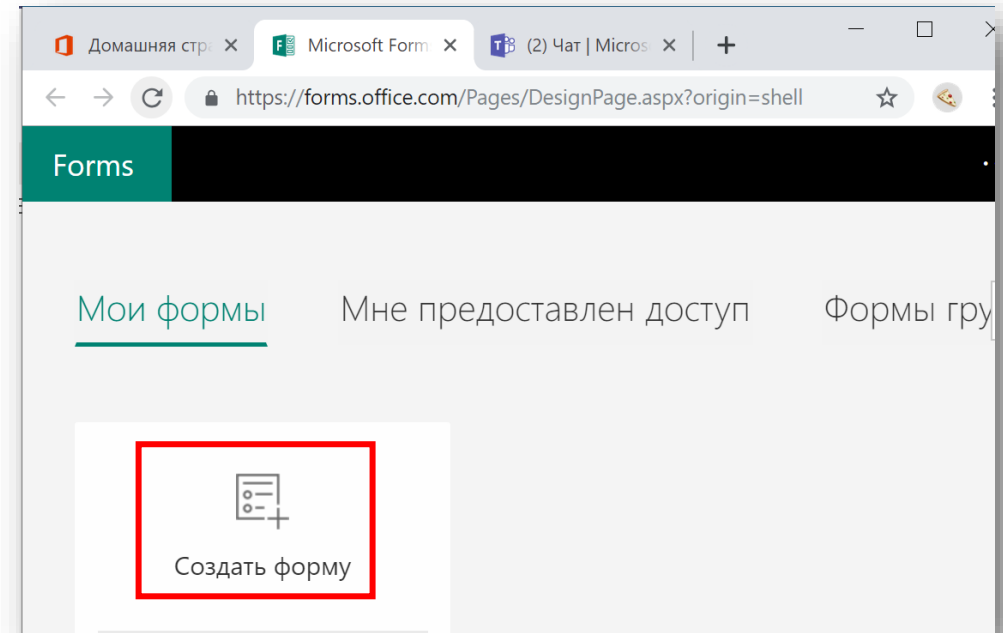 Домашняя стра
Microsoft Form
(2) Чат | Micros
https://forms.office.com/Pages/DesignPage.aspx?origin=shell
Forms
Мои формы
Мне предоставлен доступ
Формы гру
Создать форму